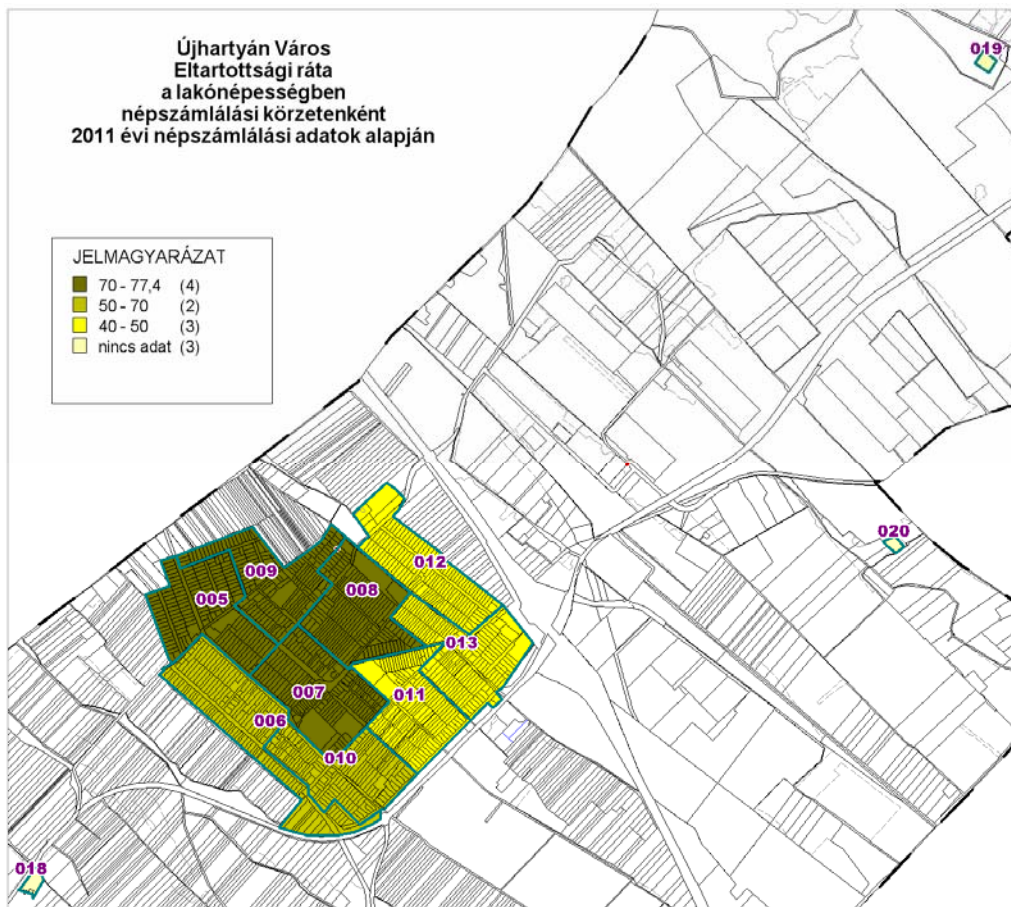 Újhartyán Város
Eltartottsági ráta
a lakónépességben
népszámlálási körzetenként
2011 évi népszámlálási adatok alapján
JELMAGYARÁZAT
70 - 77,4 (4)
50 - 70 (2)
40 - 50 (3)
nincs adat (3)
019
020
012
009
008
005
013
007
011
006
010
018